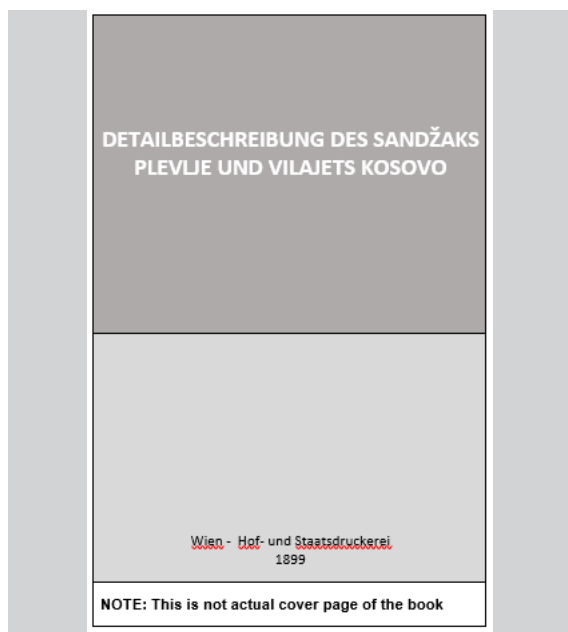 DETAILBESCHREIBUNG DES SANDŽAKS
PLEVLJE UND VILAJETS KOSOVO
Wien - Hof- und Staatsdruckerei
1899
NOTE: This is not actual cover page of the book